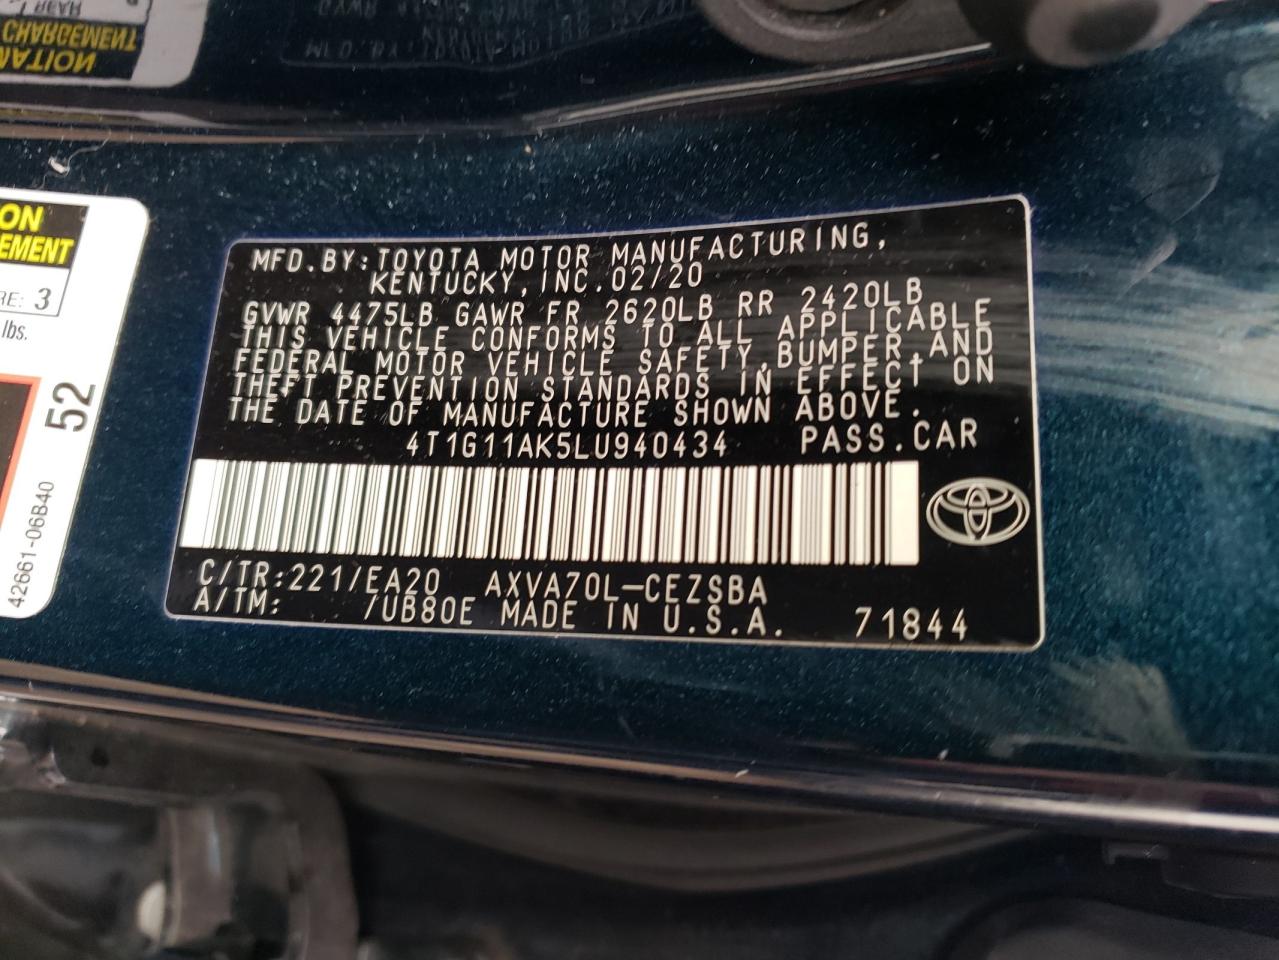 CHARGEMENT
ON
EMENT
RE: 3
lbs.
52
42661-06B40
MFD.BY:TOYOTA MOTOR MANUFACTURING,
KENTUCKY, INC.02/20
GVWR 4475LB GAWR FR 2620LB RR 2420LB
THIS VEHICLE CONFORMS TO ALL APPLICABLE
FEDERAL MOTOR VEHICLE SAFETY,BUMPER,AND
THEFT PREVENTION STANDARDS IN EFFECT ON
THE DATE OF MANUFACTURE SHOWN ABOVE.
4T1G11AK5LU940434 PASS.CAR
C/TR:221/EA20 AXVA70L-CEZSBA
A/TM: /UB80E MADE IN U.S.A. 71844